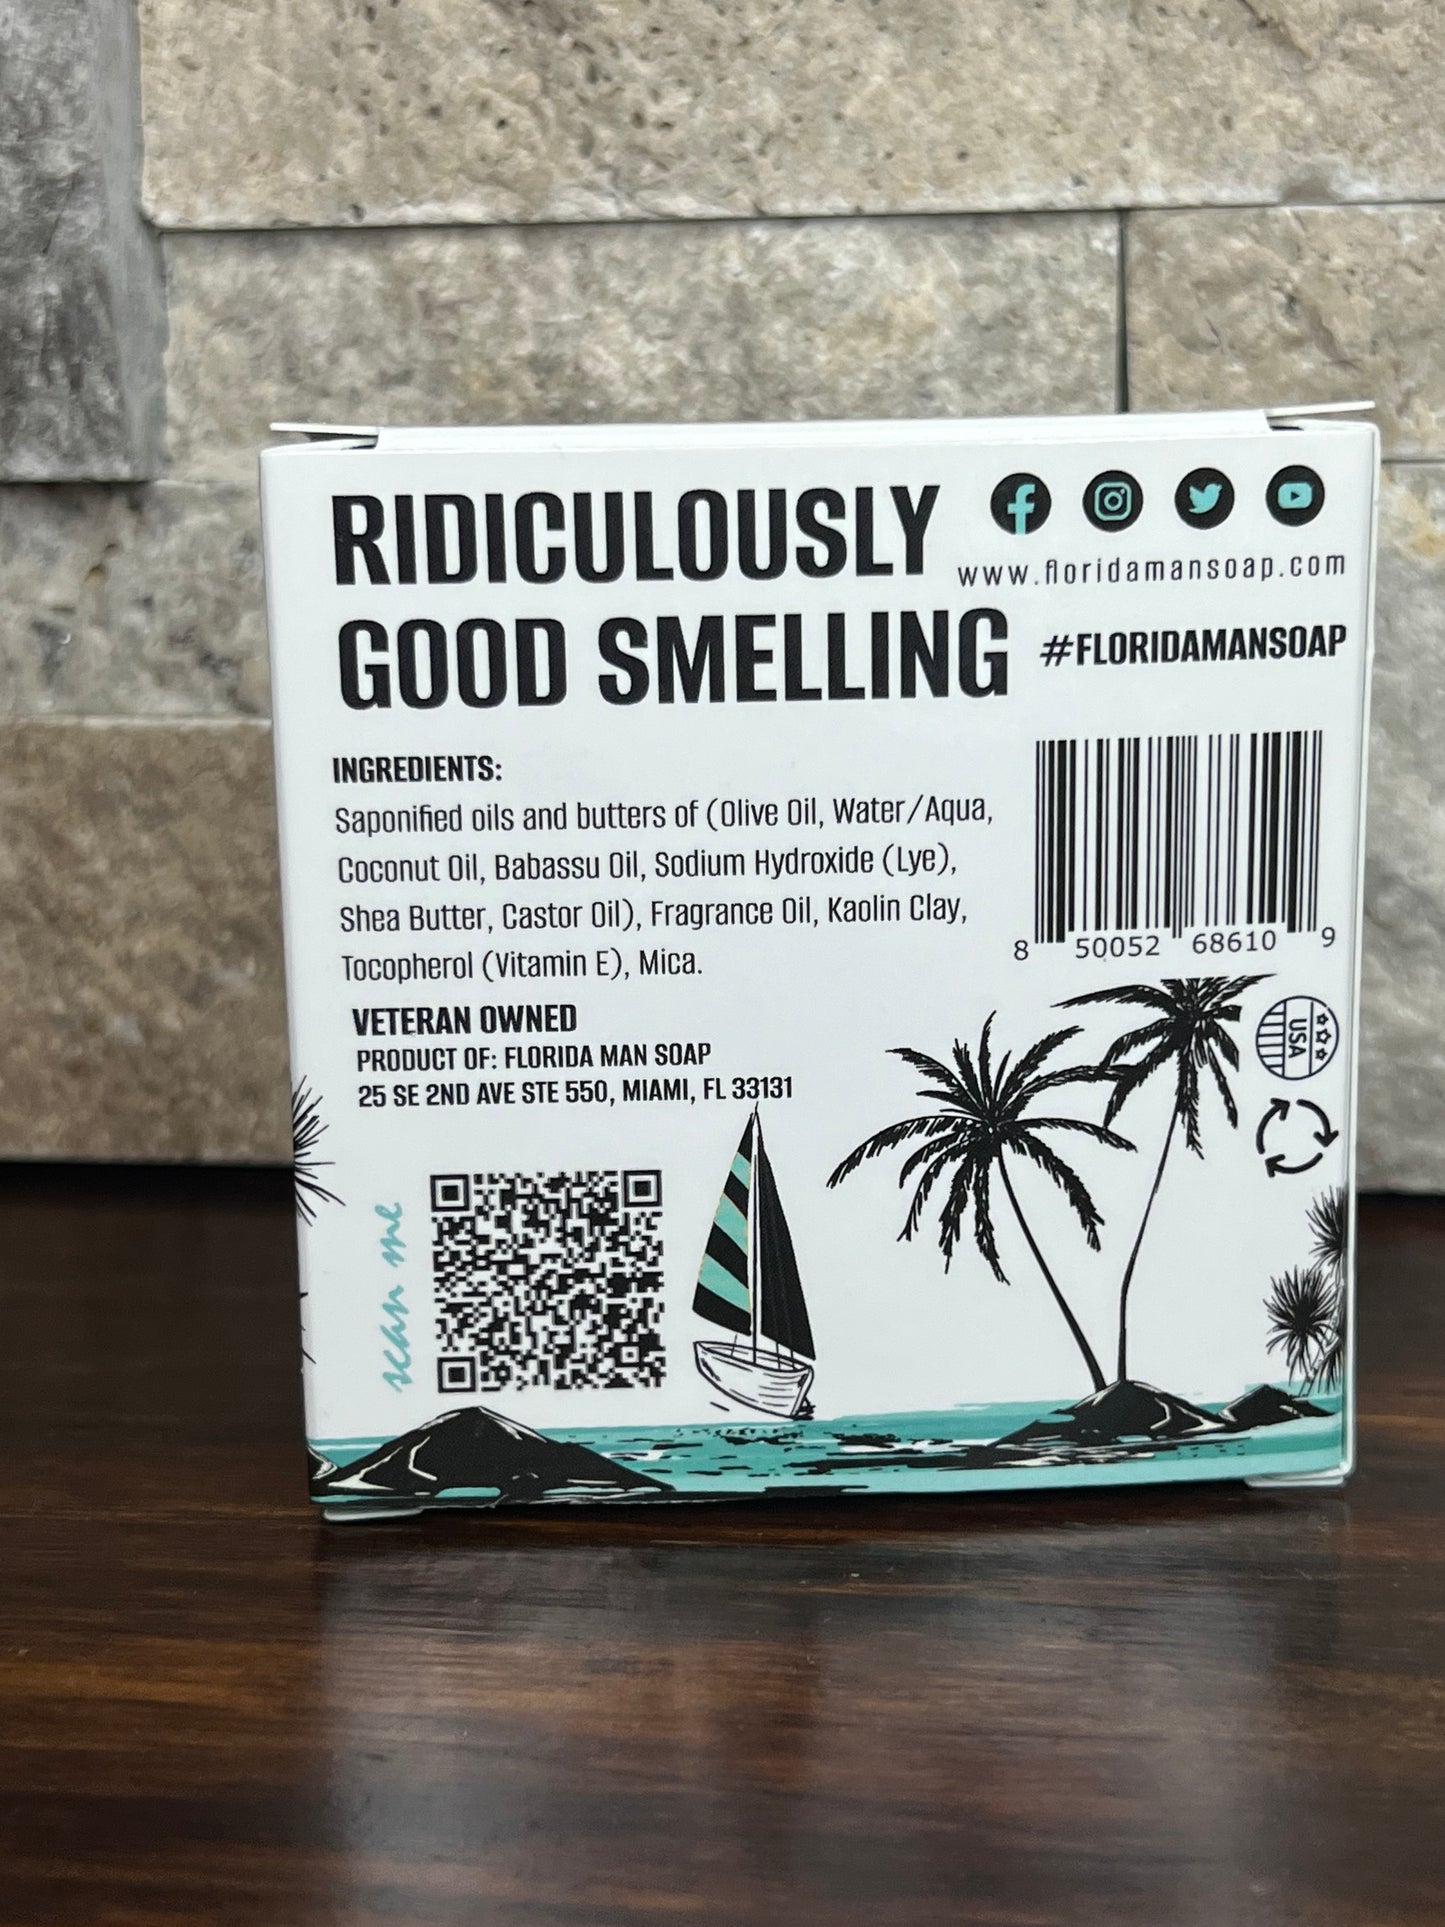 RIDICULOUSLY
GOOD SMELLING
www.floridamansoap.com
#FLORIDAMANSOAP
INGREDIENTS:
Saponified oils and butters of (Olive Oil, Water/Aqua,
Coconut Oil, Babassu Oil, Sodium Hydroxide (Lye),
Shea Butter, Castor Oil), Fragrance Oil, Kaolin Clay,
Tocopherol (Vitamin E), Mica.
8 50052 68610 9
VETERAN OWNED
PRODUCT OF: FLORIDA MAN SOAP
25 SE 2ND AVE STE 550, MIAMI, FL 33131
USA
scan me